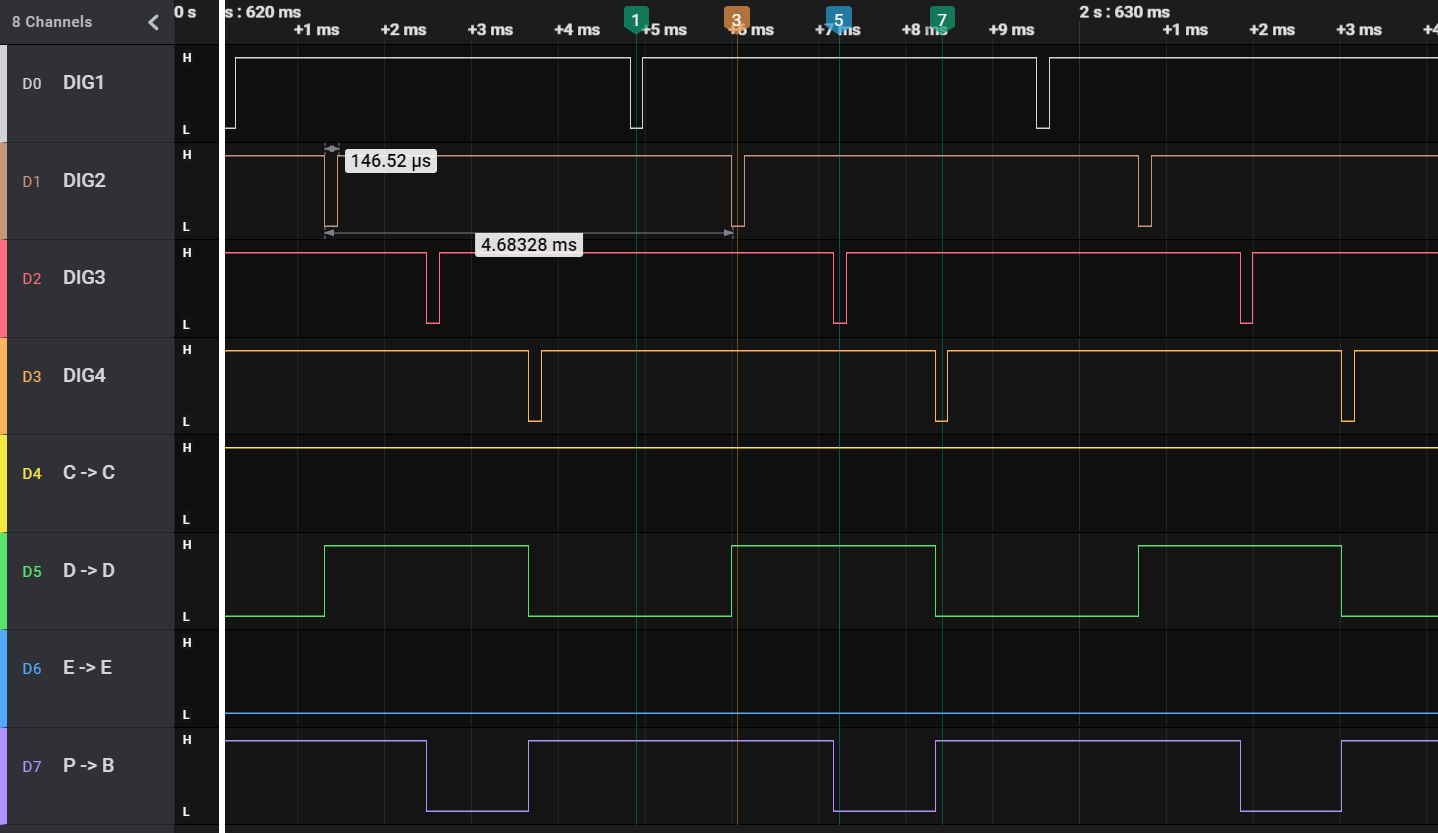 8 Channels
0 s
s : 620 ms
2 s : 630 ms
+1 ms
+2 ms
+3 ms
+4 ms
+5 ms
+6 ms
+7 ms
+8 ms
+9 ms
+1 ms
+2 ms
+3 ms
+4
1
3
5
7
D0 DIG1
H
L
D1 DIG2
H
L
146.52 µs
4.68328 ms
D2 DIG3
H
L
D3 DIG4
H
L
D4 C -> C
H
L
D5 D -> D
H
L
D6 E -> E
H
L
D7 P -> B
H
L